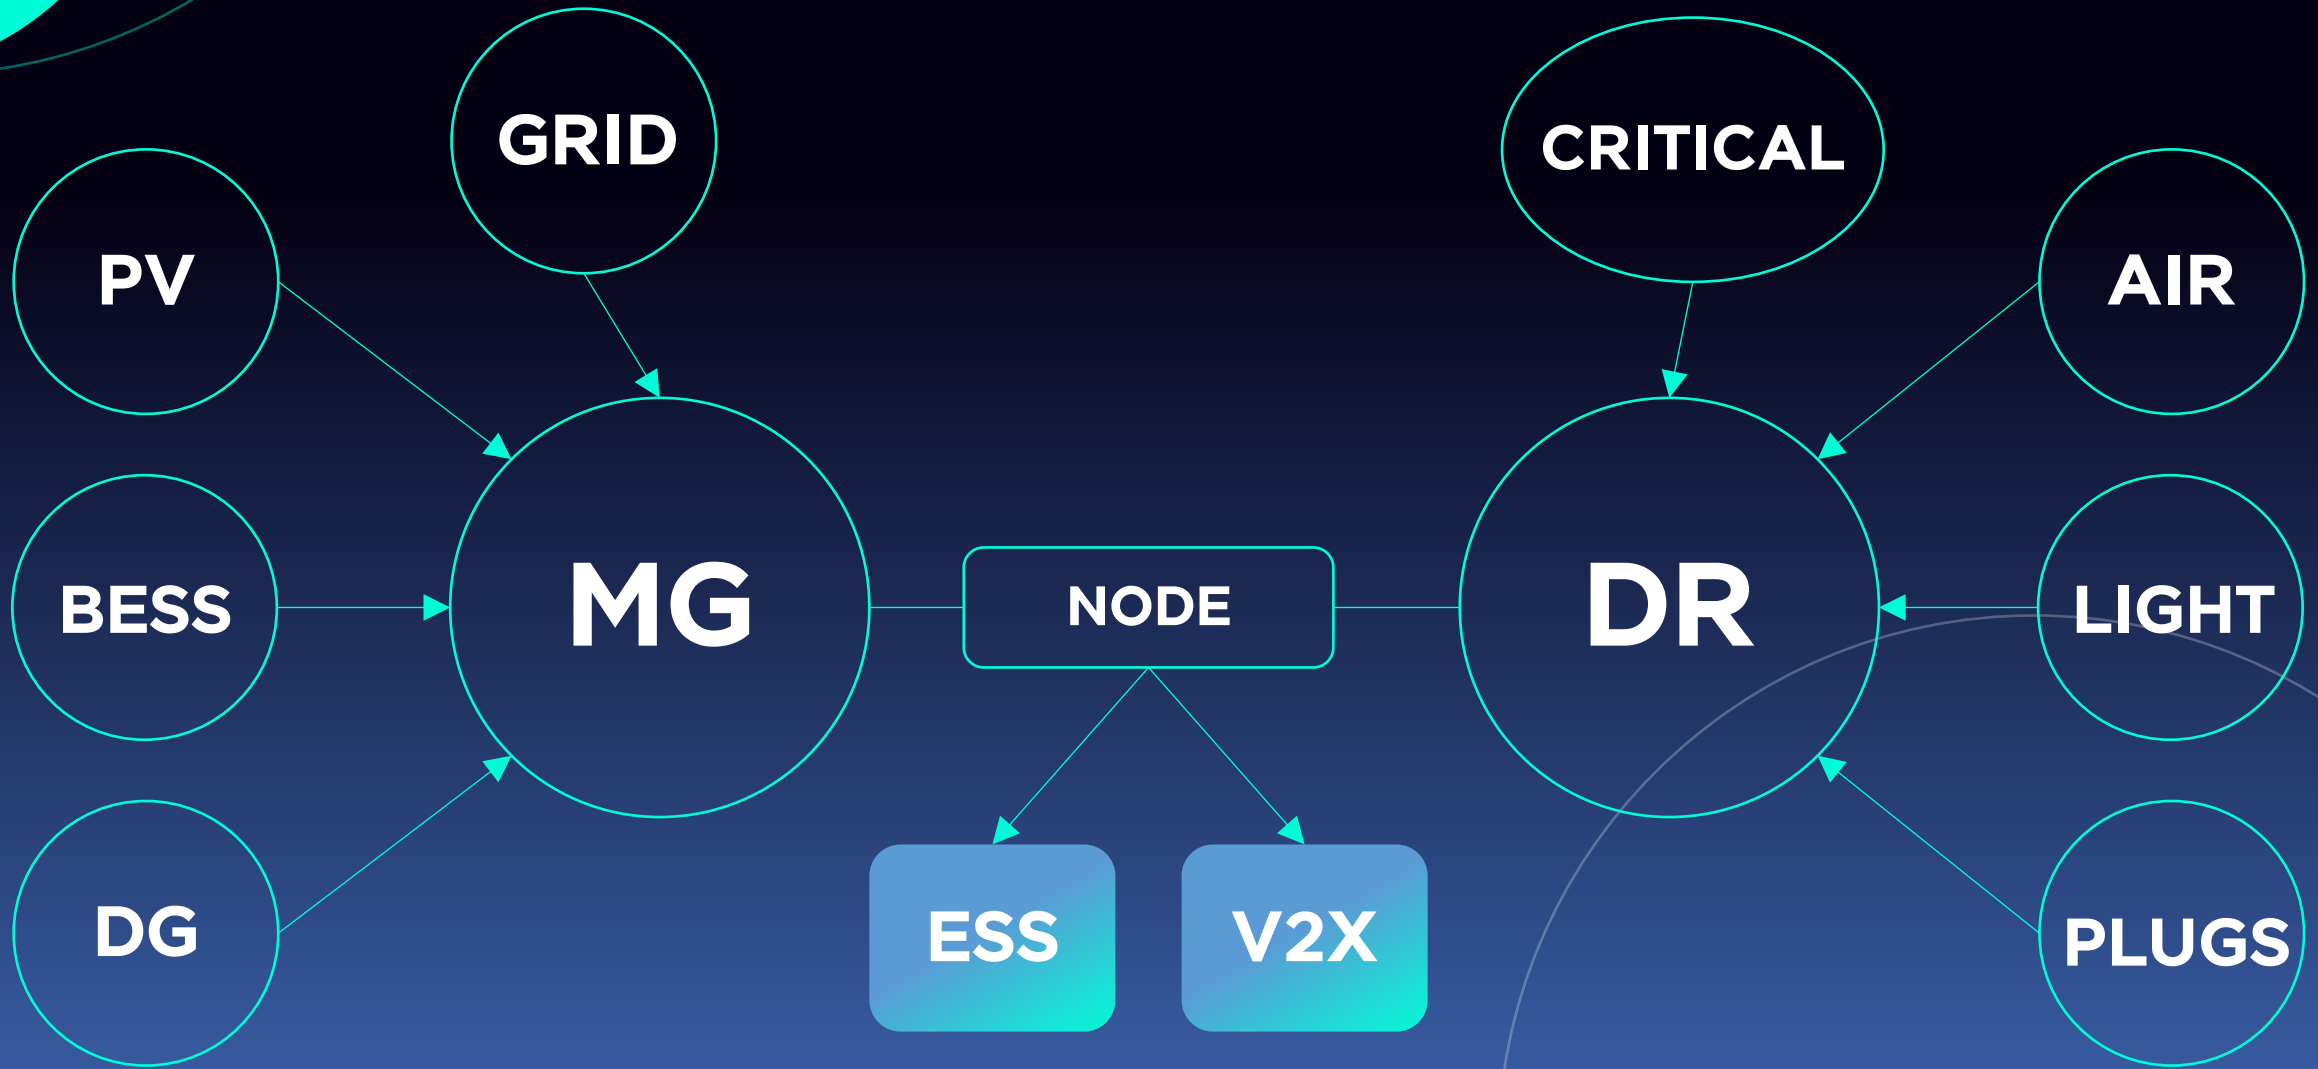 GRID
CRITICAL
PV
AIR
BESS
MG
NODE
DR
LIGHT
DG
ESS
V2X
PLUGS